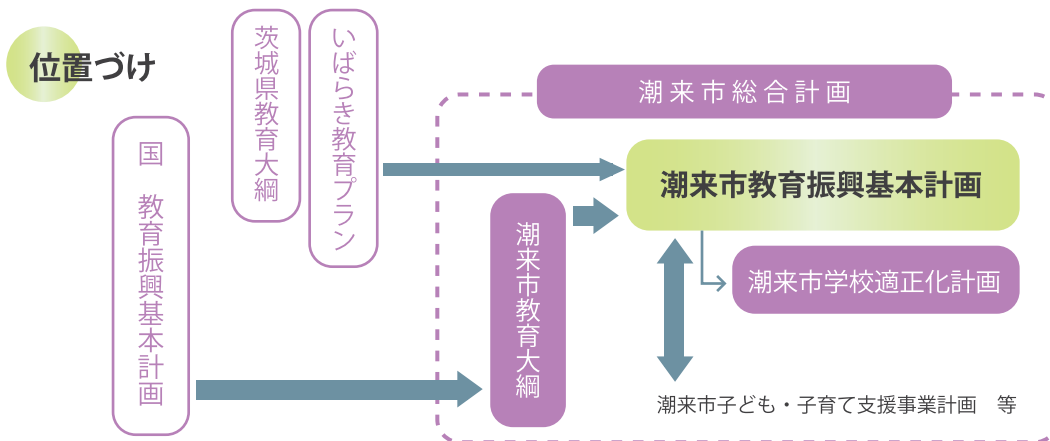 位置づけ
国 教育振興基本計画
茨城県教育大綱
いばらき教育プラン
潮来市総合計画
潮来市教育大綱
潮来市教育振興基本計画
潮来市学校適正化計画
潮来市子ども・子育て支援事業計画 等